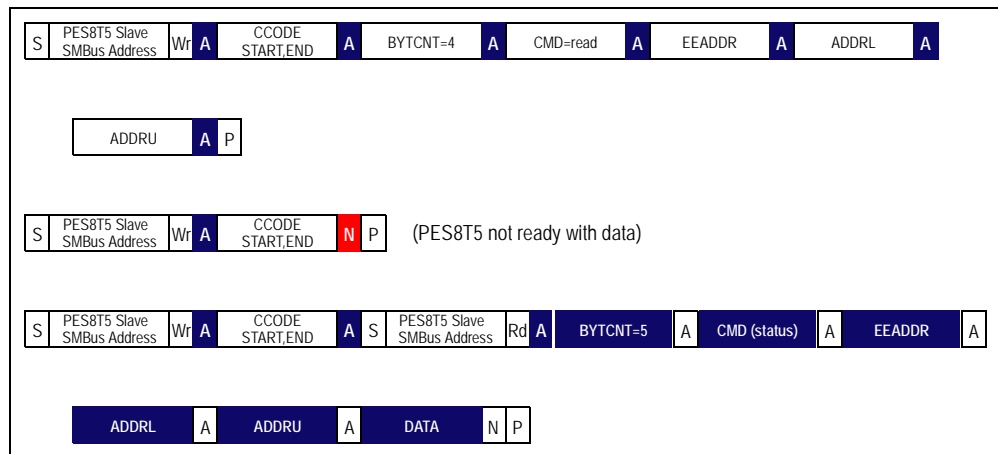 S PES8T5 Slave SMBus Address Wr A CCODE START,END A BYTCNT=4 A CMD=read A EEADDR A ADDRL A
ADDRU A P
S PES8T5 Slave SMBus Address Wr A CCODE START,END N P (PES8T5 not ready with data)
S PES8T5 Slave SMBus Address Wr A CCODE START,END A S PES8T5 Slave SMBus Address Rd A BYTCNT=5 A CMD (status) A EEADDR A
ADDRL A ADDRU A DATA N P